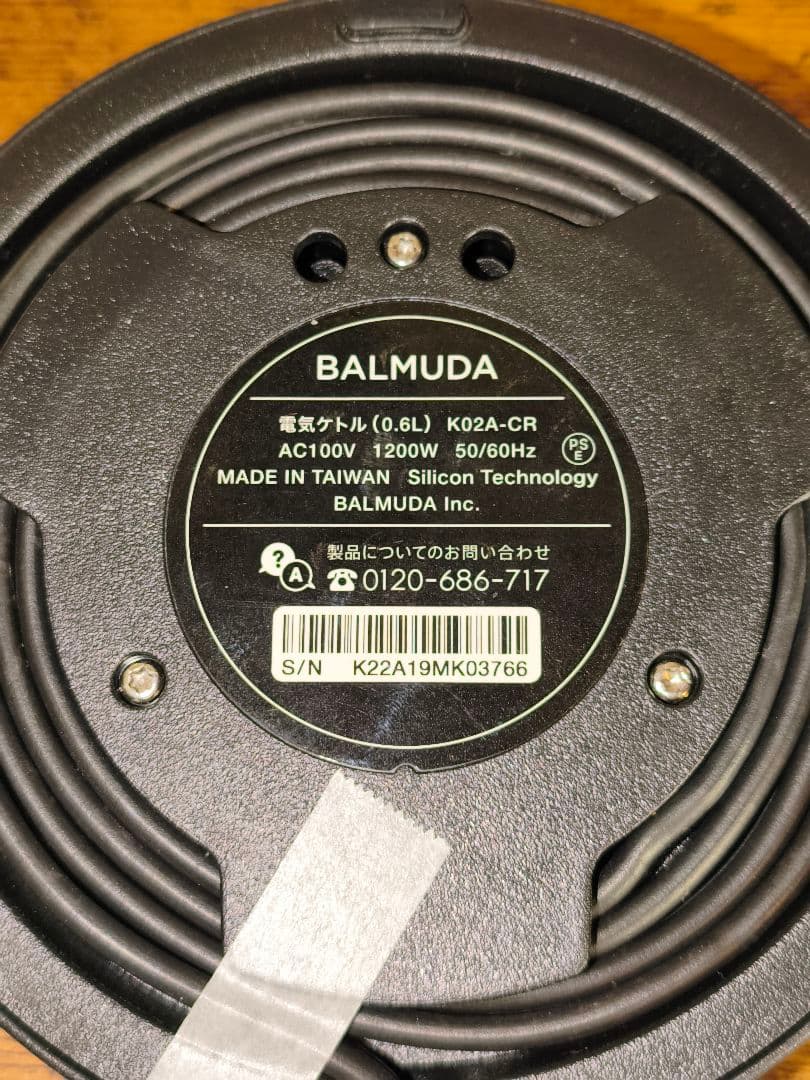 BALMUDA
電気ケトル(0.6L) K02A-CR
AC100V 1200W 50/60Hz
PS
E
MADE IN TAIWAN Silicon Technology
BALMUDA Inc.
?
A
製品についてのお問い合わせ
☎0120-686-717
S/N K22A19MK03766